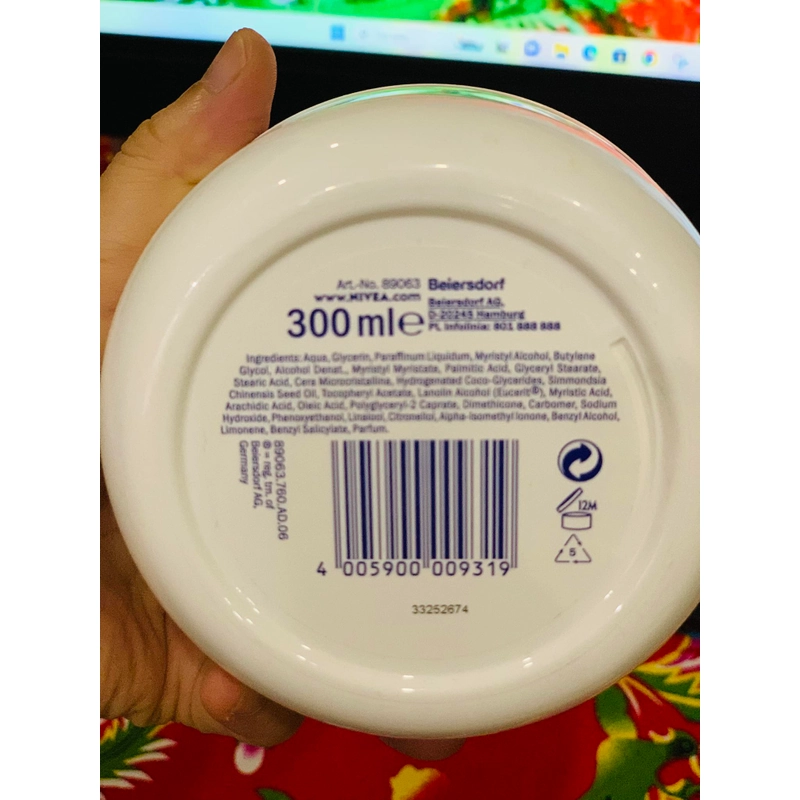 Art.-No. 89063
www.NIVEA.com
300 ml e
Beiersdorf
Beiersdorf AG,
D-20245 Hamburg
PL Infolinia: 801 888 888
Ingredients: Aqua, Glycerin, Paraffinum Liquidum, Myristyl Alcohol, Butylene
Glycol, Alcohol Denat., Myristyl Myristate, Palmitic Acid, Glyceryl Stearate,
Stearic Acid, Cera Microcristallina, Hydrogenated Coco-Glycerides, Simmondsia
Chinensis Seed Oil, Tocopheryl Acetate, Lanolin Alcohol (Eucerit®), Myristic Acid,
Arachidic Acid, Oleic Acid, Polyglyceryl-2 Caprate, Dimethicone, Carbomer, Sodium
Hydroxide, Phenoxyethanol, Linalool, Citronellol, Alpha-Isomethyl Ionone, Benzyl Alcohol,
Limonene, Benzyl Salicylate, Parfum.
89063.760.AD.06
® = reg. tm. of
Beiersdorf AG,
Germany
12M
5
4 005900 009319
33252674